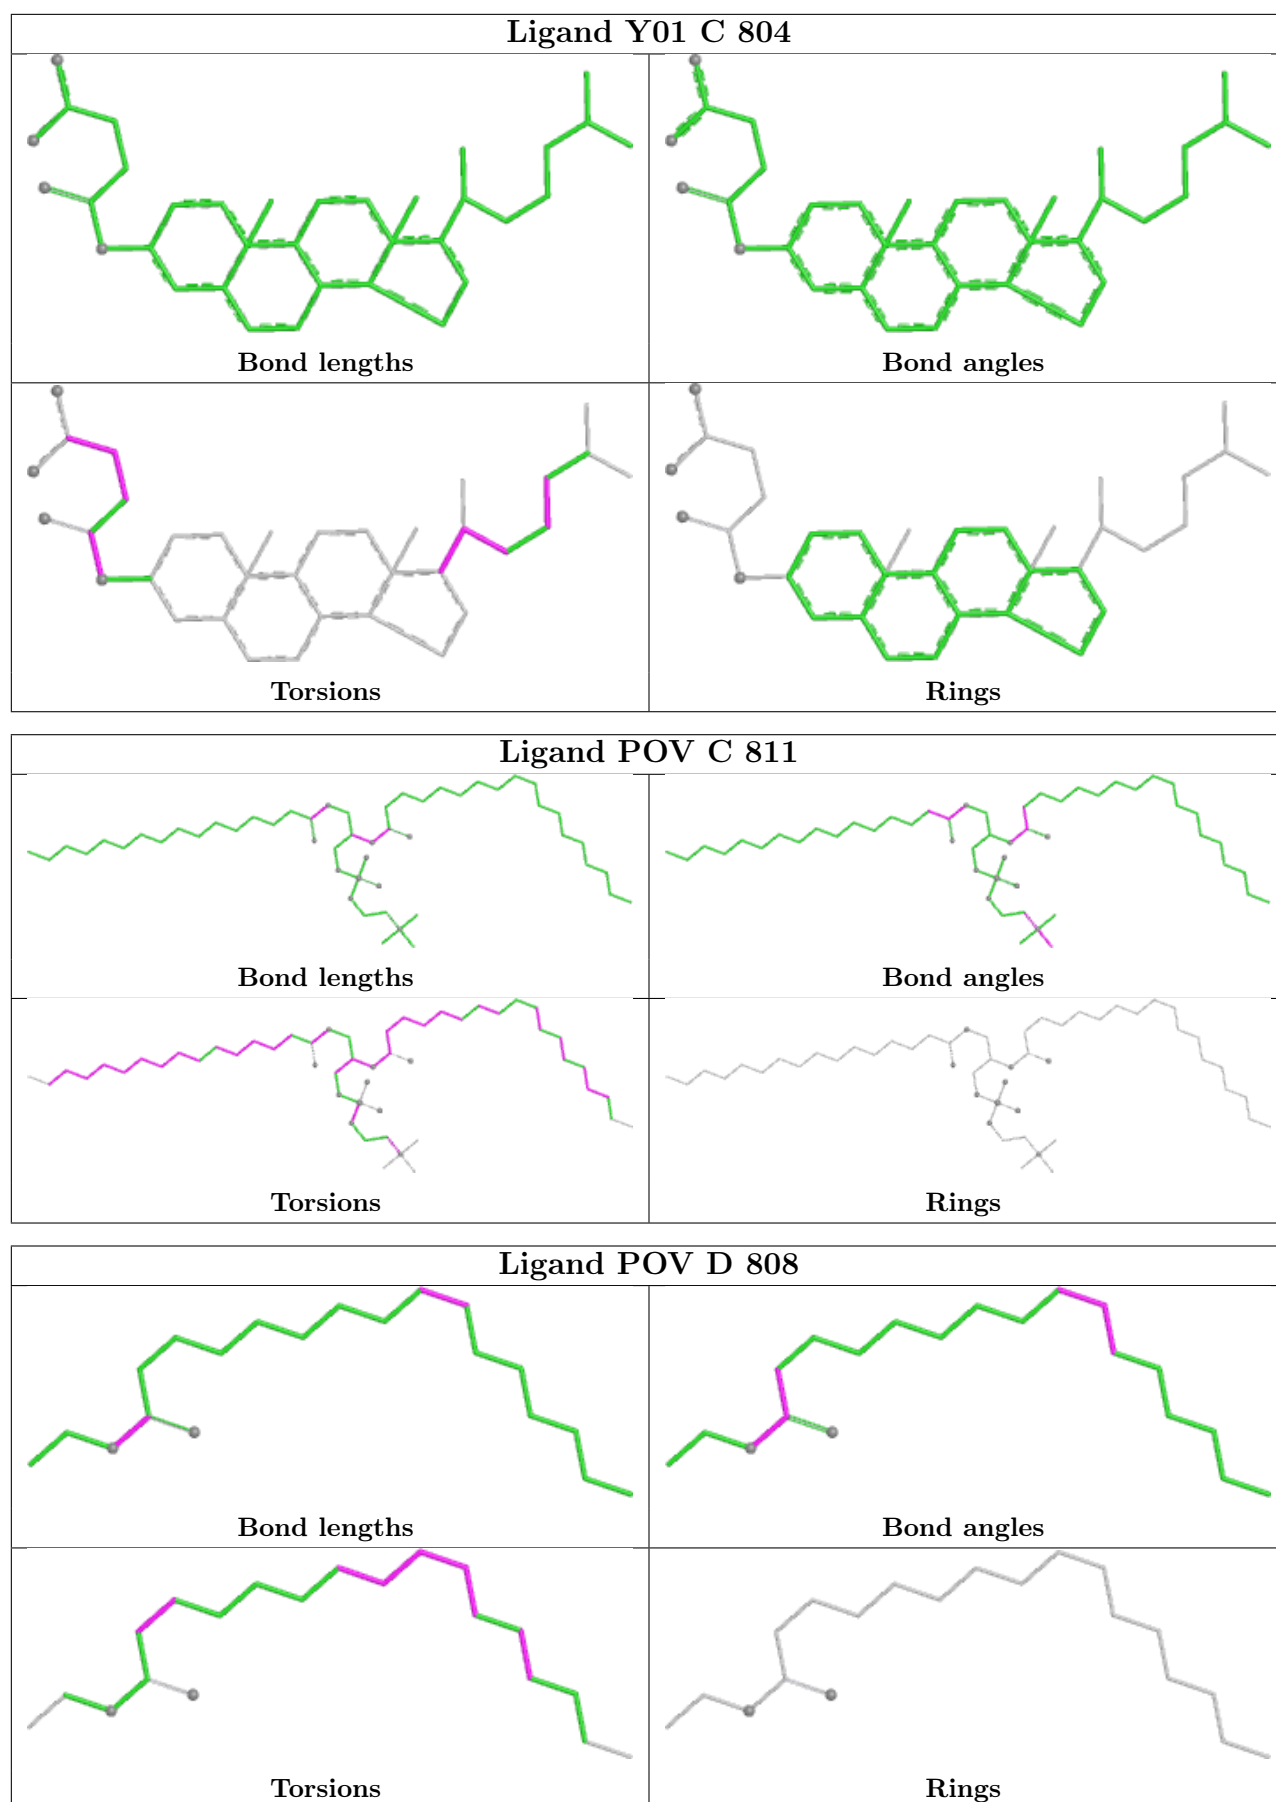 Ligand Y01 C 804
Bond lengths
Bond angles
Torsions
Rings
Ligand POV C 811
Bond lengths
Bond angles
Torsions
Rings
Ligand POV D 808
Bond lengths
Bond angles
Torsions
Rings